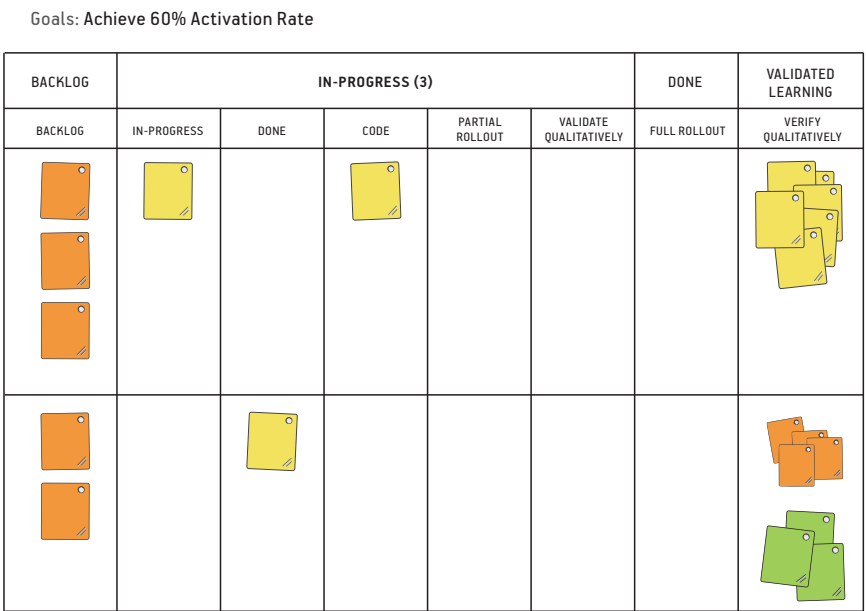 Goals: Achieve 60% Activation Rate
BACKLOG
IN-PROGRESS (3)
DONE
VALIDATED
LEARNING
BACKLOG
IN-PROGRESS
DONE
CODE
PARTIAL
ROLLOUT
VALIDATE
QUALITATIVELY
FULL ROLLOUT
VERIFY
QUALITATIVELY